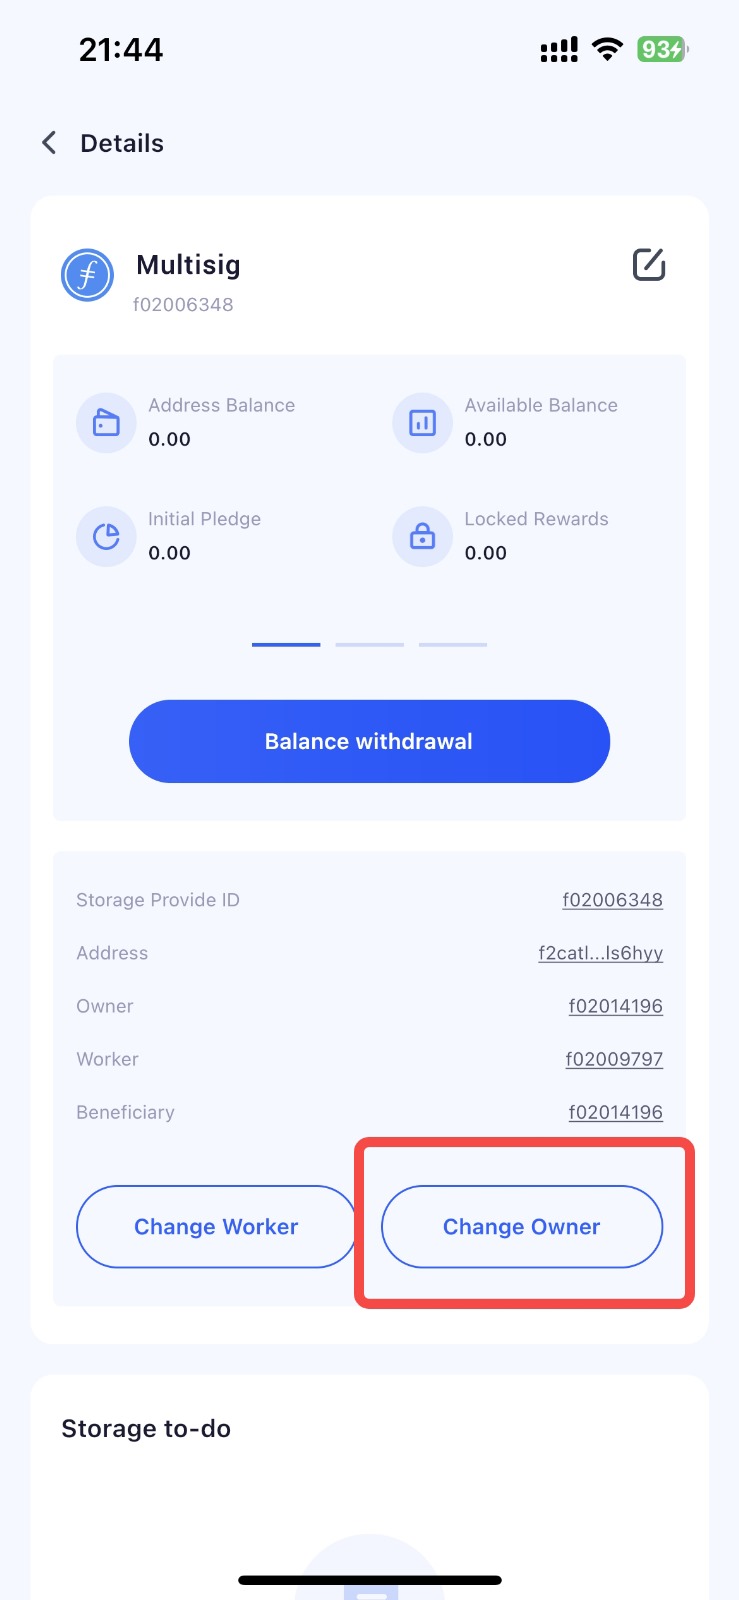 21:44
93
Details
Multisig
f02006348
Address Balance
0.00
Available Balance
0.00
Initial Pledge
0.00
Locked Rewards
0.00
Balance withdrawal
Storage Provide ID f02006348
Address f2catl...ls6hyy
Owner f02014196
Worker f02009797
Beneficiary f02014196
Change Worker Change Owner
Storage to-do